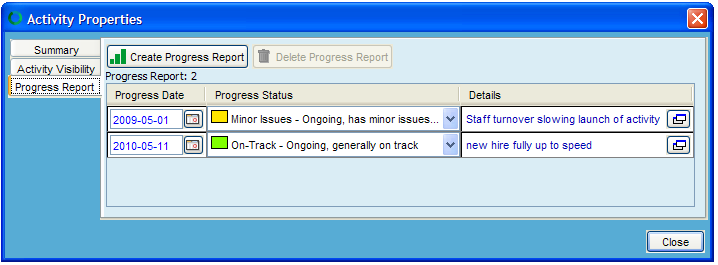 Activity Properties
Summary
Activity Visibility
Progress Report
Create Progress Report
Delete Progress Report
Progress Report: 2
Progress Date Progress Status Details
2009-05-01 Minor Issues - Ongoing, has minor issues... Staff turnover slowing launch of activity
2010-05-11 On-Track - Ongoing, generally on track new hire fully up to speed
Close